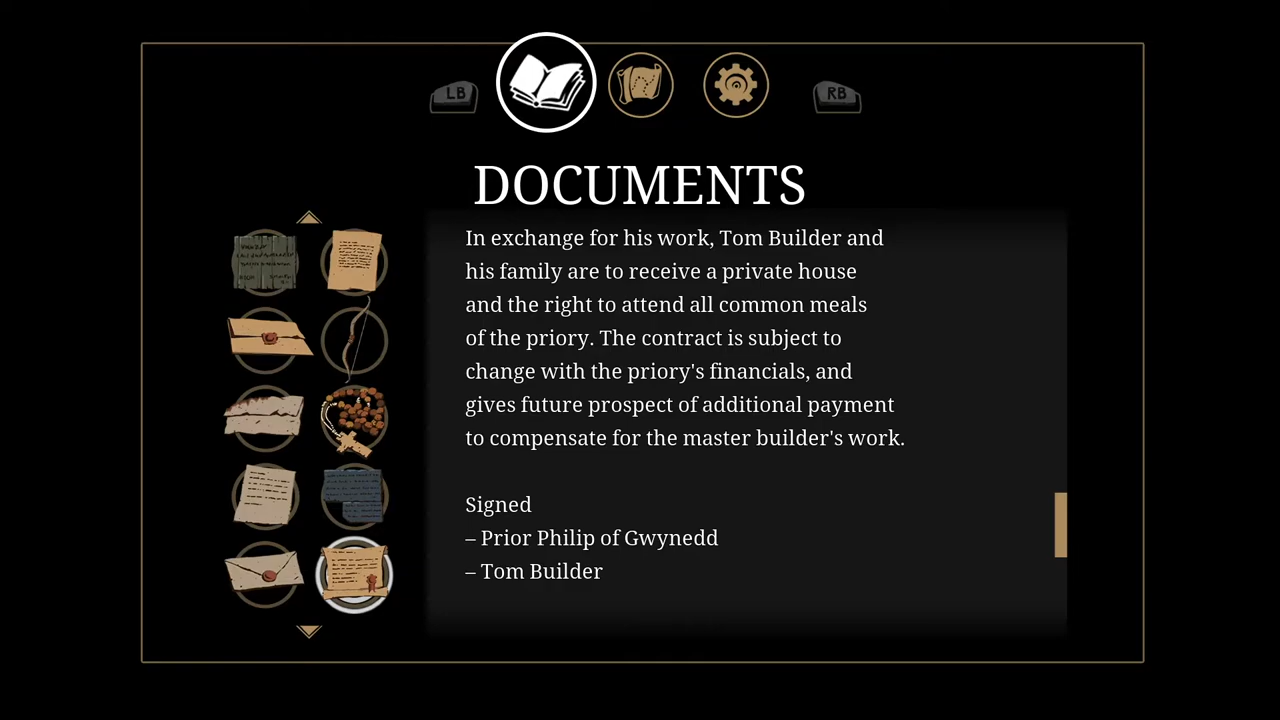 LB
RB
DOCUMENTS
In exchange for his work, Tom Builder and
his family are to receive a private house
and the right to attend all common meals
of the priory. The contract is subject to
change with the priory's financials, and
gives future prospect of additional payment
to compensate for the master builder's work.
Signed
– Prior Philip of Gwynedd
– Tom Builder